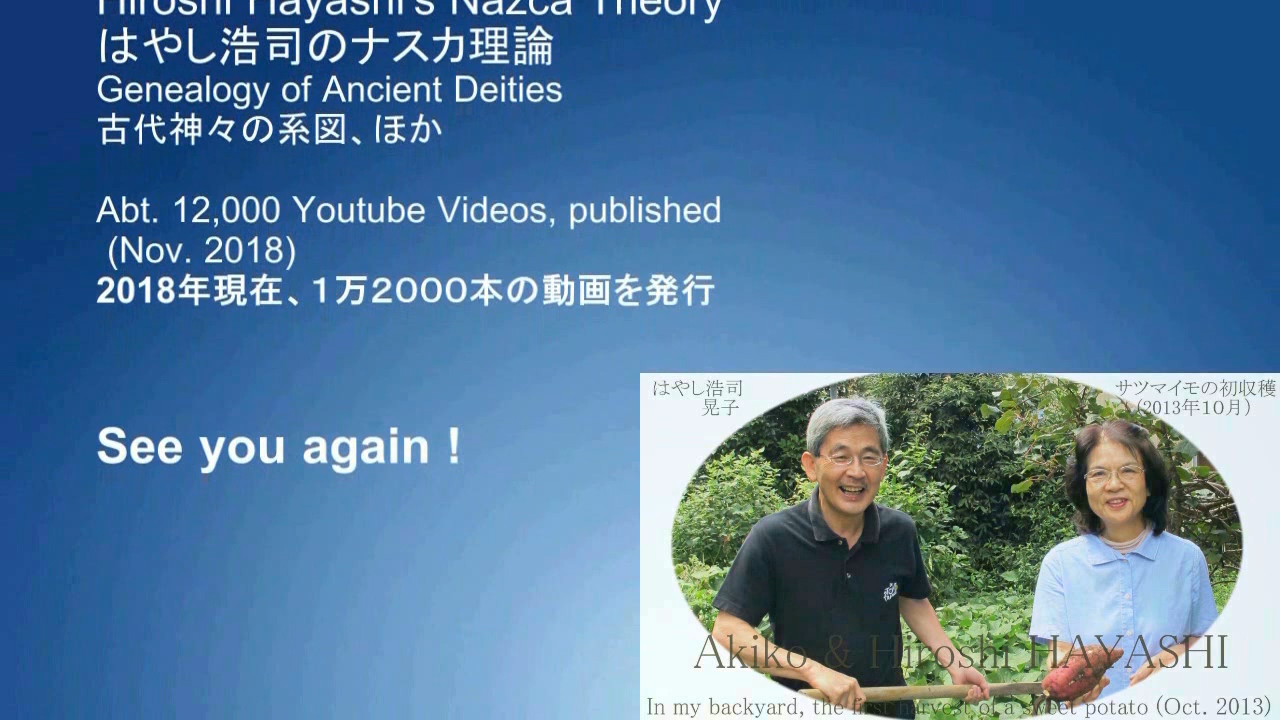 Hiroshi Hayashi's Nazca Theory
はやし浩司のナスカ理論
Genealogy of Ancient Deities
古代神々の系図、ほか
Abt. 12,000 Youtube Videos, published
(Nov. 2018)
2018年現在、１万２０００本の動画を発行
See you again !
はやし浩司
晃子
サツマイモの初収穫
(2013年10月)
Akiko & Hiroshi HAYASHI
In my backyard, the first harvest of a sweet potato (Oct. 2013)